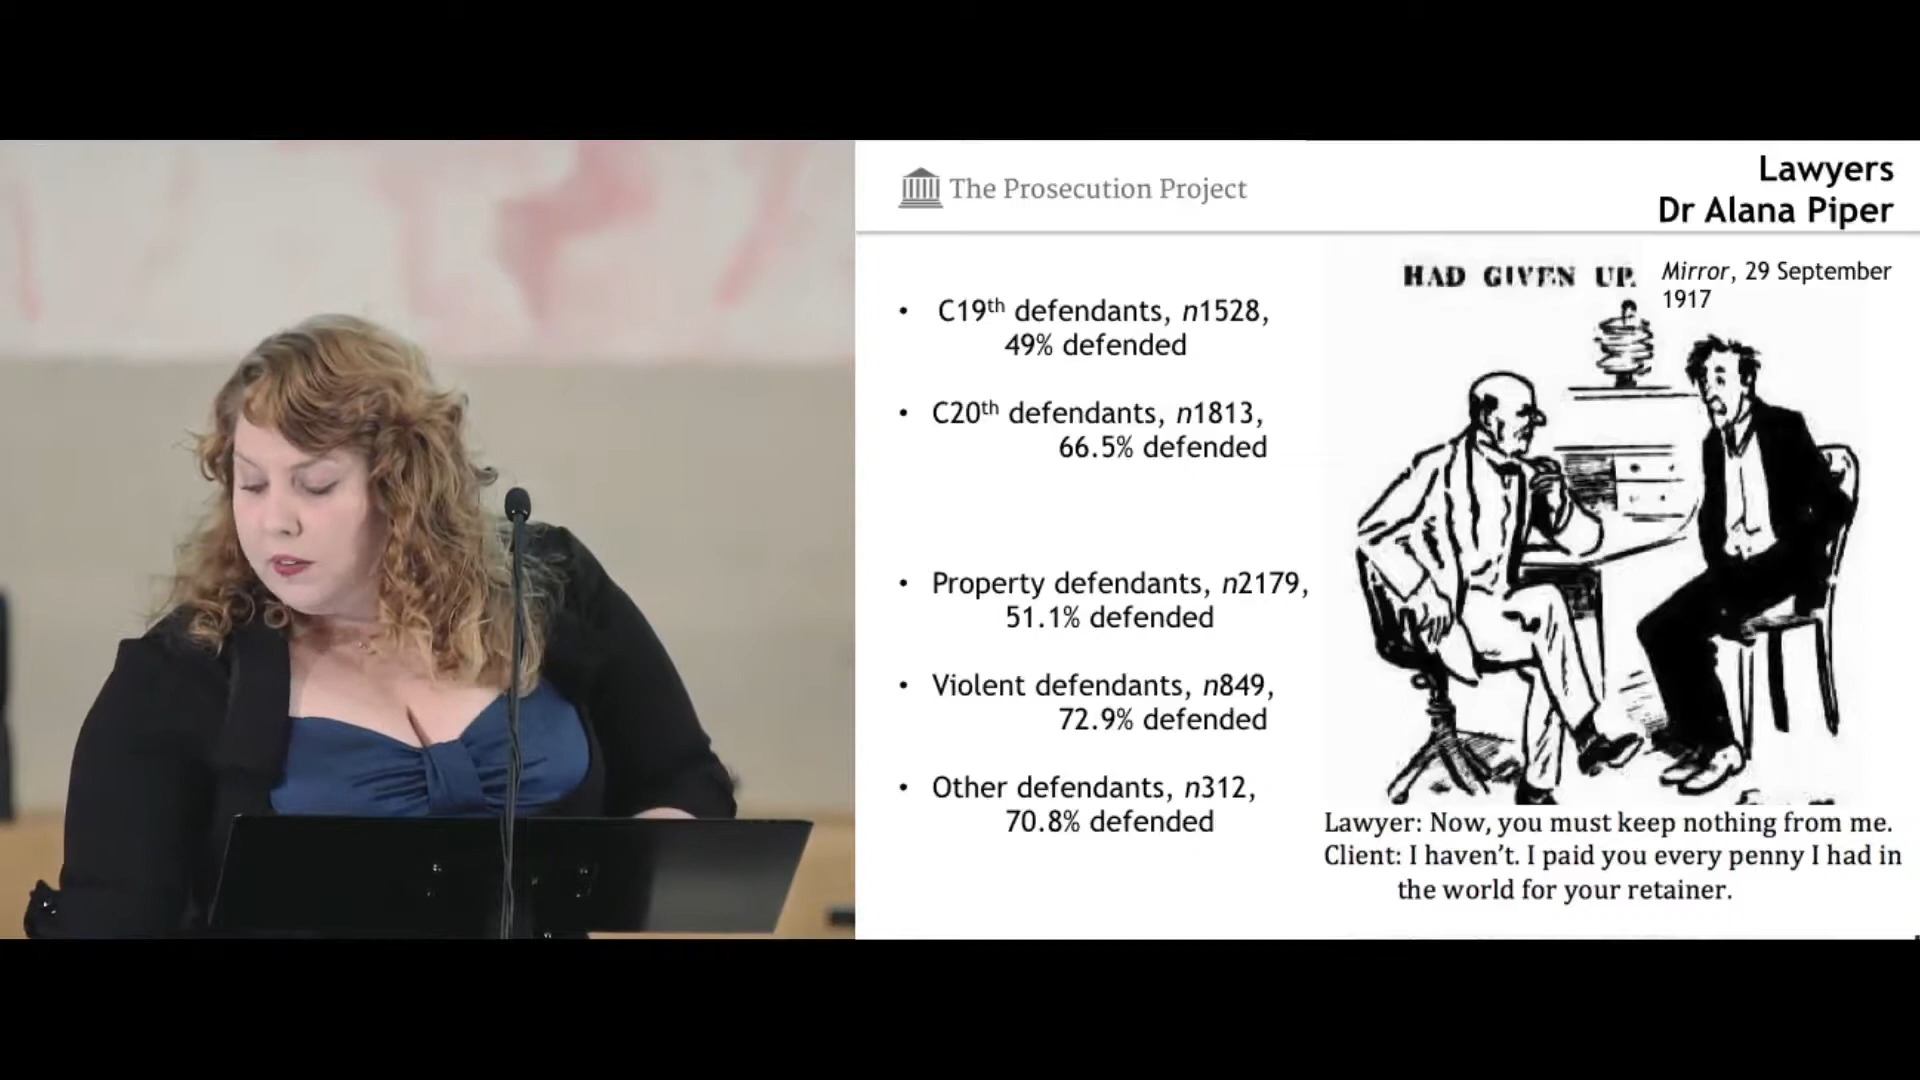 The Prosecution Project
Lawyers
Dr Alana Piper
• C19th defendants, n1528,
49% defended
• C20th defendants, n1813,
66.5% defended
• Property defendants, n2179,
51.1% defended
• Violent defendants, n849,
72.9% defended
• Other defendants, n312,
70.8% defended
HAD GIVEN UP.
Mirror, 29 September
1917
Lawyer: Now, you must keep nothing from me.
Client: I haven’t. I paid you every penny I had in
the world for your retainer.